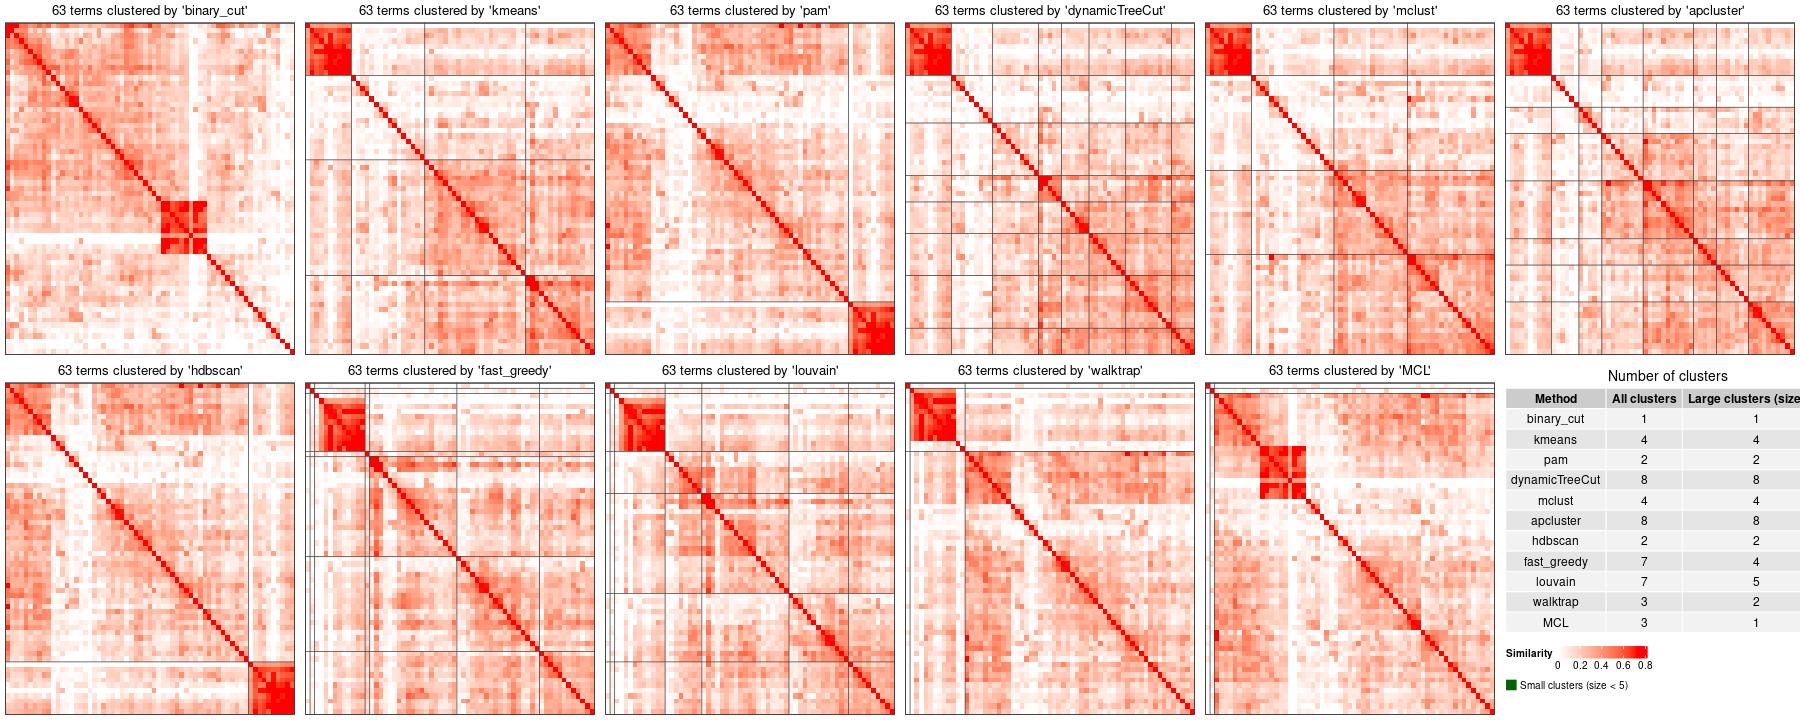 63 terms clustered by 'binary_cut'
63 terms clustered by 'kmeans'
63 terms clustered by 'pam'
63 terms clustered by 'dynamicTreeCut'
63 terms clustered by 'mclust'
63 terms clustered by 'apcluster'
63 terms clustered by 'hdbscan'
63 terms clustered by 'fast_greedy'
63 terms clustered by 'louvain'
63 terms clustered by 'walktrap'
63 terms clustered by 'MCL'
Number of clusters
Method All clusters Large clusters (size
binary_cut 1 1
kmeans 4 4
pam 2 2
dynamicTreeCut 8 8
mclust 4 4
apcluster 8 8
hdbscan 2 2
fast_greedy 7 4
louvain 7 5
walktrap 3 2
MCL 3 1
Similarity
0 0.2 0.4 0.6 0.8
Small clusters (size < 5)